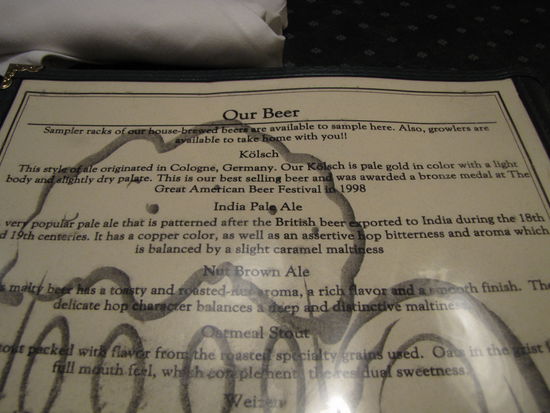 Our Beer
Sampler racks of our house-brewed beers are available to sample here. Also, growlers are
available to take home with you!!
Kölsch
This style of ale originated in Cologne, Germany. Our Kölsch is pale gold in color with a light
body and slightly dry palate. This is our best selling beer and was awarded a bronze medal at The
Great American Beer Festival in 1998
India Pale Ale
very popular pale ale that is patterned after the British beer exported to India during the 18th
19th centeries. It has a copper color, as well as an assertive hop bitterness and aroma which
is balanced by a slight caramel maltiness
Nut Brown Ale
malty beer has a toasty and roasted-nut aroma, a rich flavor and a smooth finish. The
delicate hop character balances a deep and distinctive maltiness
Oatmeal Stout
packed with flavor from the roasted specialty grains used. Oats in the grist
full mouth feel, which complement the residual sweetness.
Weizen